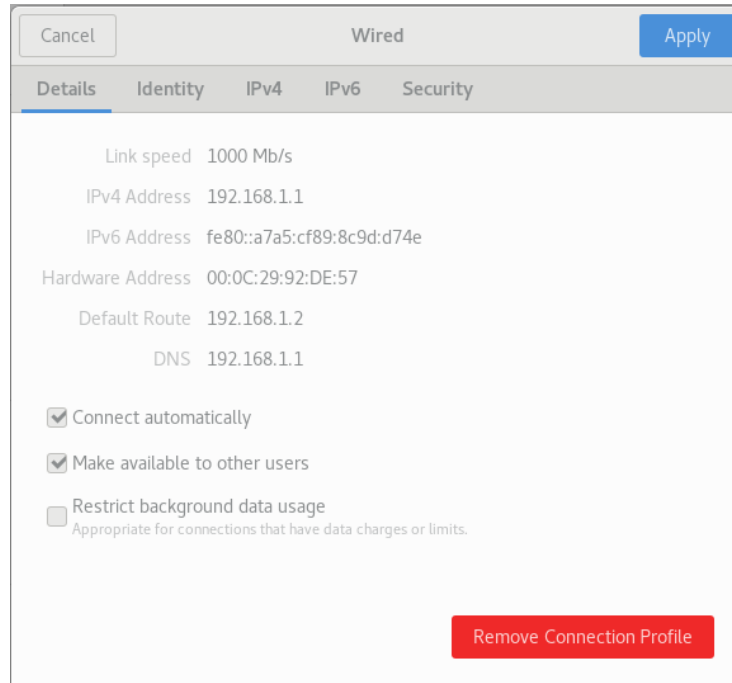 Cancel Wired Apply
Details Identity IPv4 IPv6 Security
Link speed 1000 Mb/s
IPv4 Address 192.168.1.1
IPv6 Address fe80::a7a5:cf89:8c9d:d74e
Hardware Address 00:0C:29:92:DE:57
Default Route 192.168.1.2
DNS 192.168.1.1
Connect automatically
Make available to other users
Restrict background data usage
Appropriate for connections that have data charges or limits.
Remove Connection Profile